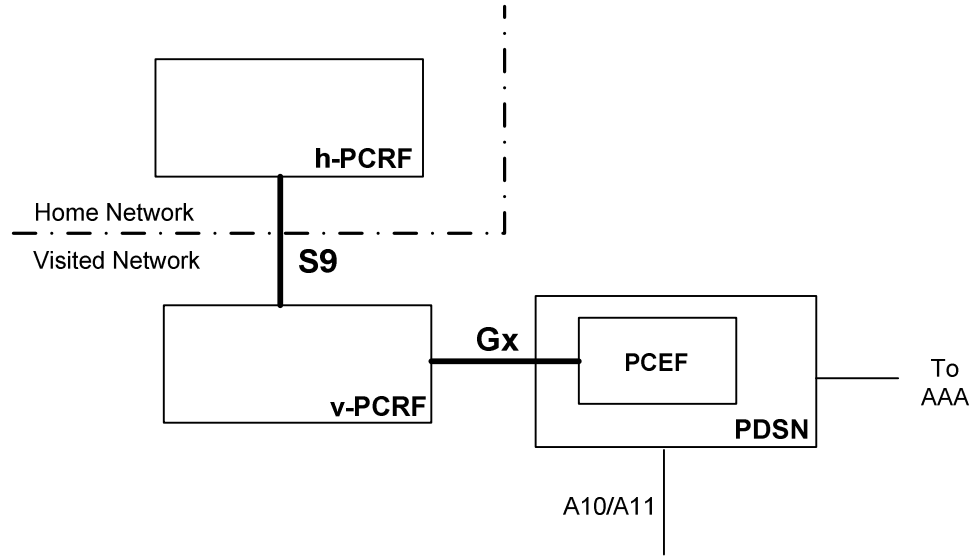 h-PCRF
Home Network
Visited Network
S9
Gx
PCEF
v-PCRF
PDSN
To
AAA
A10/A11